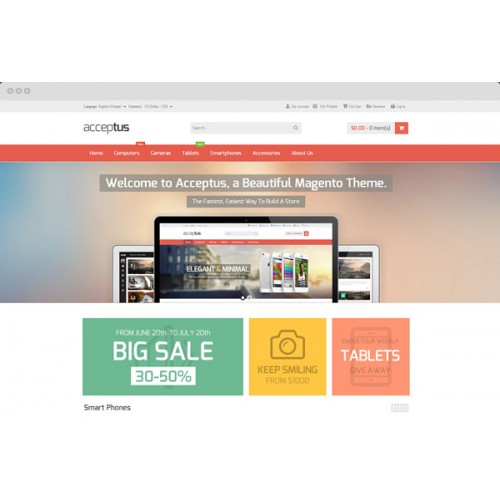 Language: English (Change) Currency: US Dollar - USD
My Account My Wishlist My Cart Checkout Log In
acceptus
Search
$0.00 - 0 item(s)
Home Computers Cameras Tablets Smartphones Accessories About Us
Welcome to Acceptus, a Beautiful Magento Theme.
The Fastest, Easiest Way To Build A Store
acceptus
ELEGANT & MINIMAL
FROM JUNE 20th TO JULY 20th
BIG SALE
30-50%
KEEP SMILING
FROM $1000
ENTER YOUR WEEKLY
TABLETS
GIVE AWAY
Smart Phones